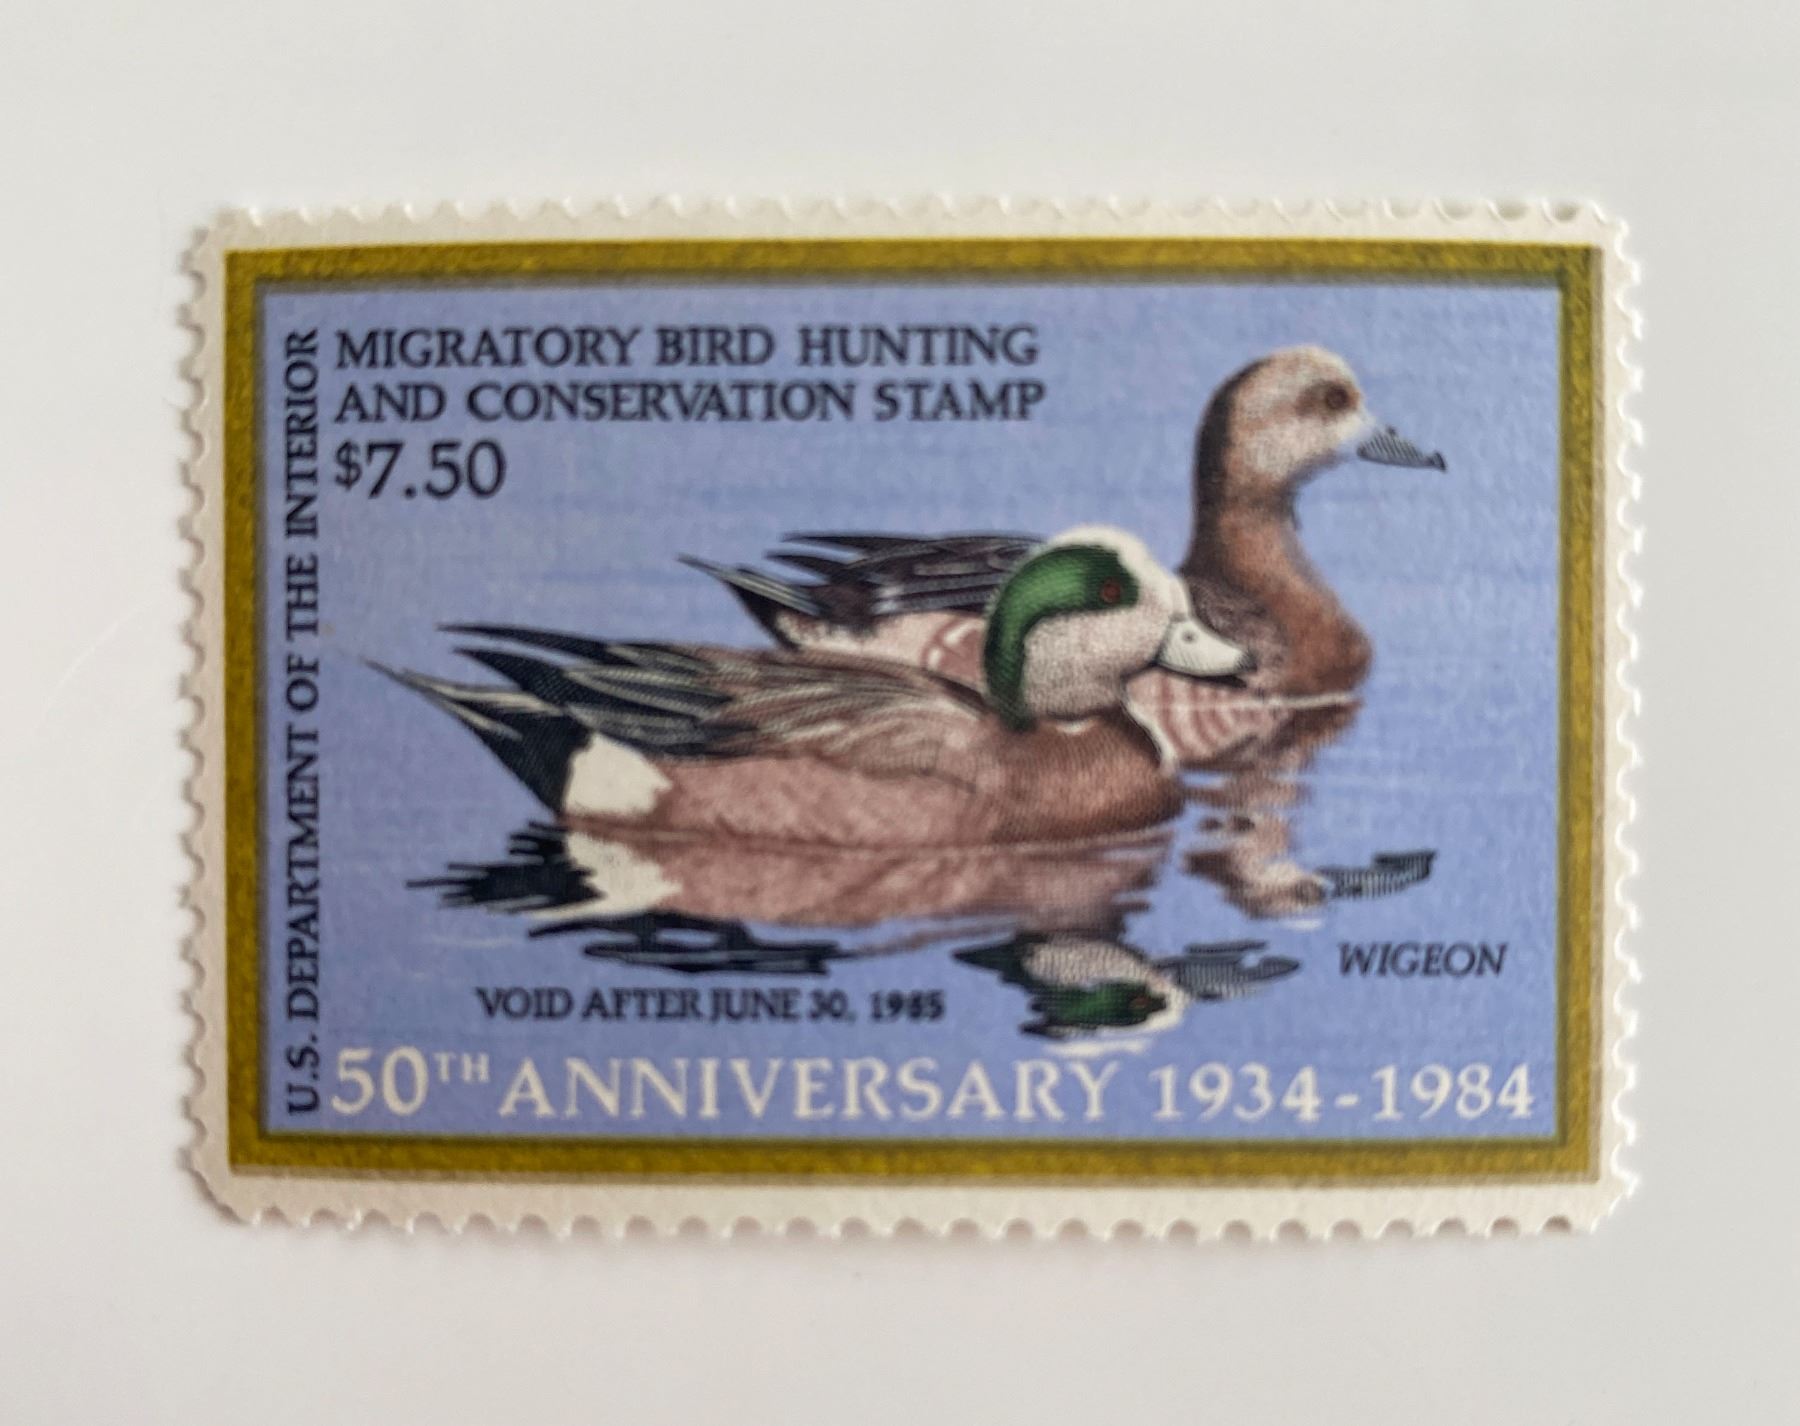 U.S. DEPARTMENT OF THE INTERIOR
MIGRATORY BIRD HUNTING
AND CONSERVATION STAMP
$7.50
WIGEON
VOID AFTER JUNE 30, 1985
50TH ANNIVERSARY 1934-1984